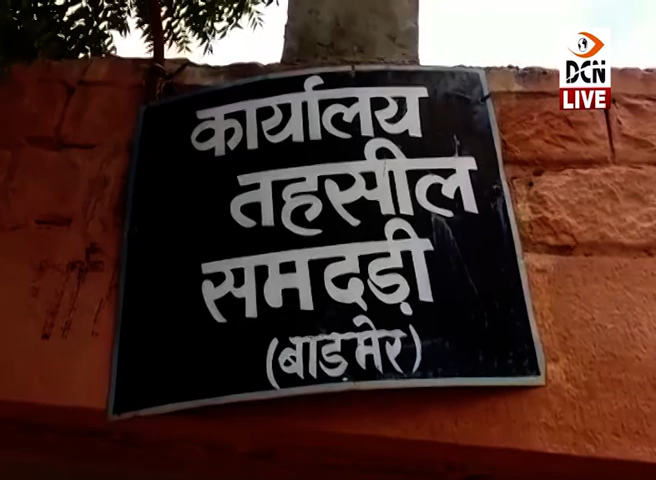 DCN
LIVE
कार्यालय
तहसील
समदड़ी
(बाड़मेर)